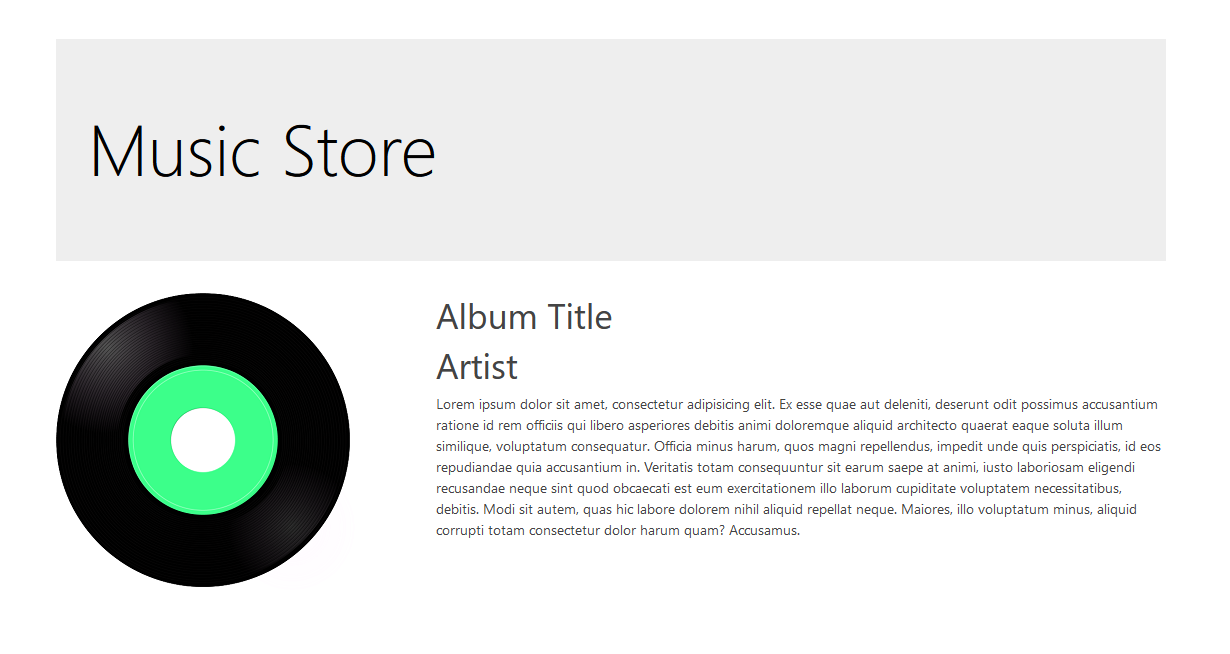 Music Store
Album Title
Artist
Lorem ipsum dolor sit amet, consectetur adipisicing elit. Ex esse quae aut deleniti, deserunt odit possimus accusantium
ratione id rem officiis qui libero asperiores debitis animi doloremque aliquid architecto quaerat eaque soluta illum
similique, voluptatum consequatur. Officia minus harum, quos magni repellendus, impedit unde quis perspiciatis, id eos
repudiandae quia accusantium in. Veritatis totam consequuntur sit earum saepe at animi, iusto laboriosam eligendi
recusandae neque sint quod obcaecati est eum exercitationem illo laborum cupiditate voluptatem necessitatibus,
debitis. Modi sit autem, quas hic labore dolorem nihil aliquid repellat neque. Maiores, illo voluptatum minus, aliquid
corrupti totam consectetur dolor harum quam? Accusamus.